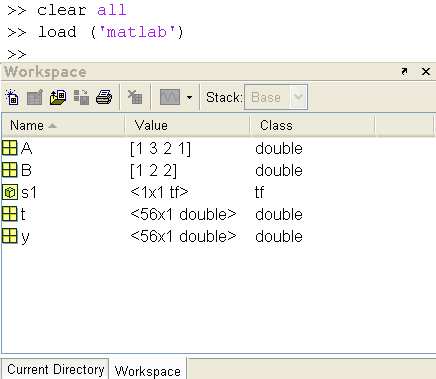 >> clear all
>> load ('matlab')
>>
Workspace
Stack: Base
Name Value Class
A [1 3 2 1] double
B [1 2 2] double
s1 <1x1 tf> tf
t <56x1 double> double
y <56x1 double> double
Current Directory Workspace